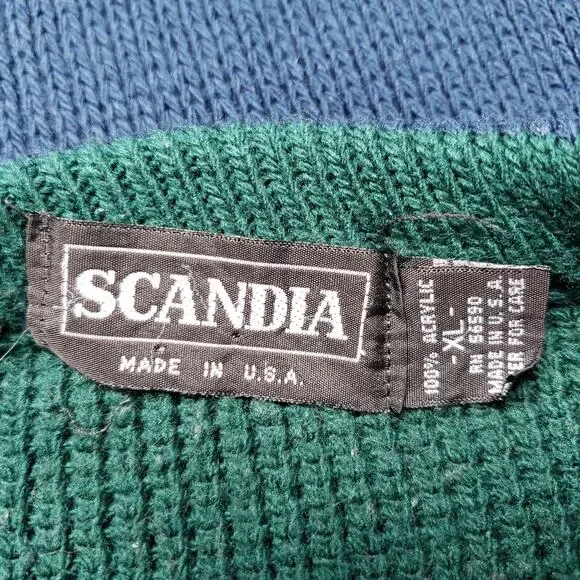 SCANDIA
MADE IN U.S.A.
100% ACRYLIC
-XL-
RN 56590
MADE IN U.S.A.
FOR CARE